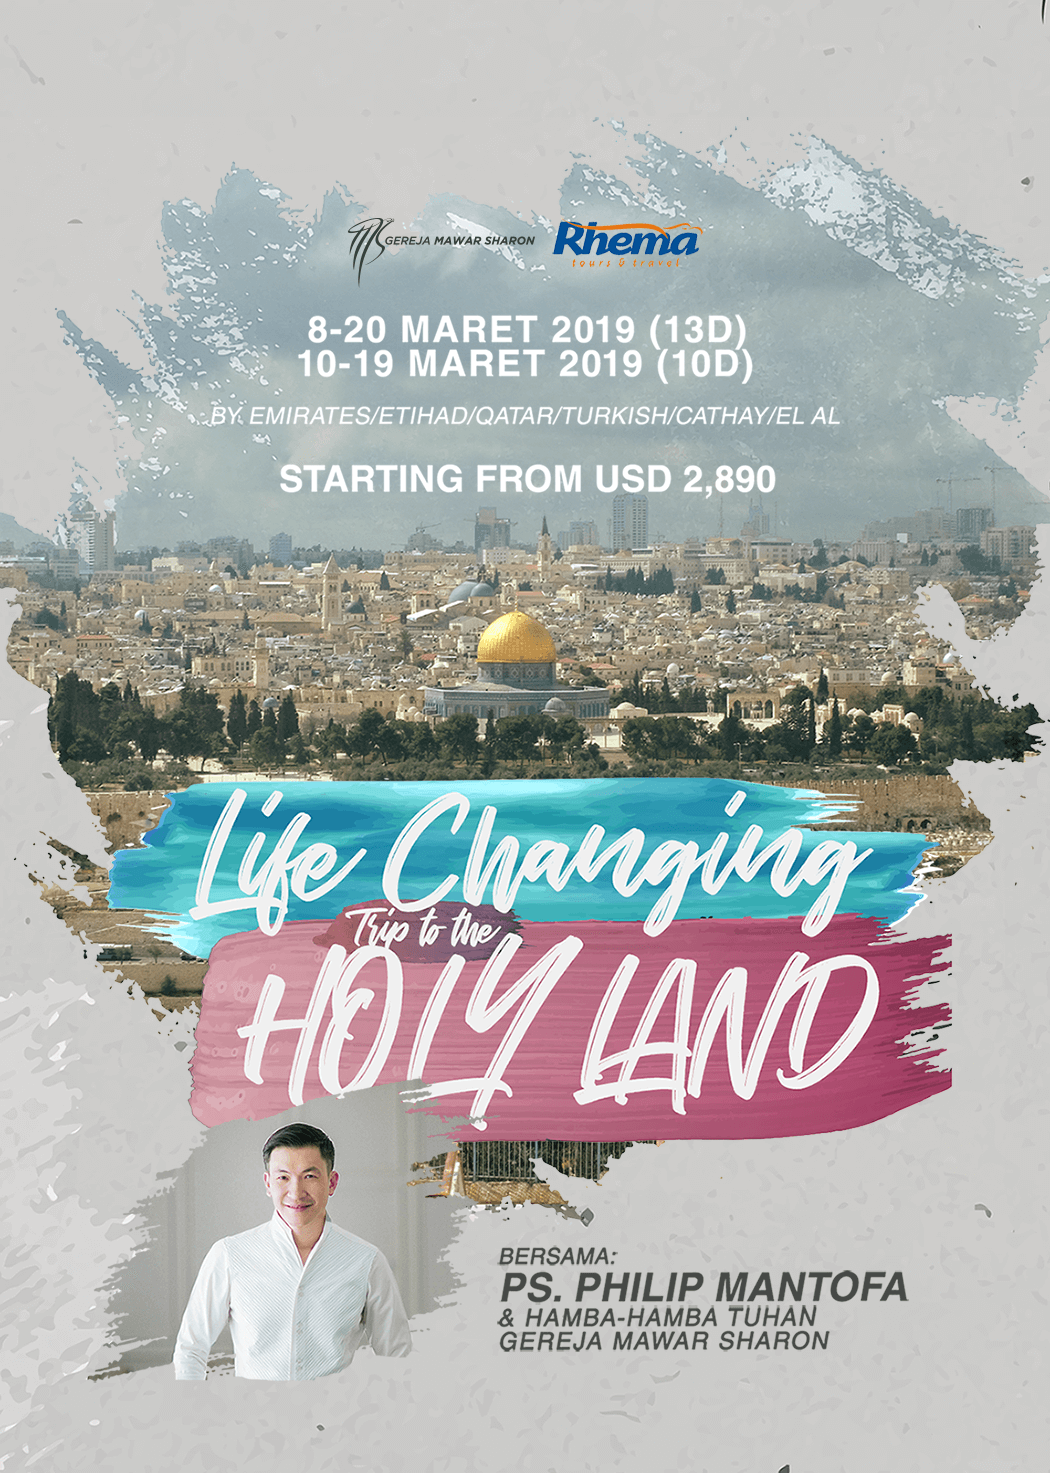 GEREJA MAWAR SHARON
Rhema
tours & travel
8-20 MARET 2019 (13D)
10-19 MARET 2019 (10D)
BY. EMIRATES/ETIHAD/QATAR/TURKISH/CATHAY/EL AL
STARTING FROM USD 2,890
Life Changing
Trip to the
HOLY LAND
BERSAMA:
PS. PHILIP MANTOFA
& HAMBA-HAMBA TUHAN
GEREJA MAWAR SHARON